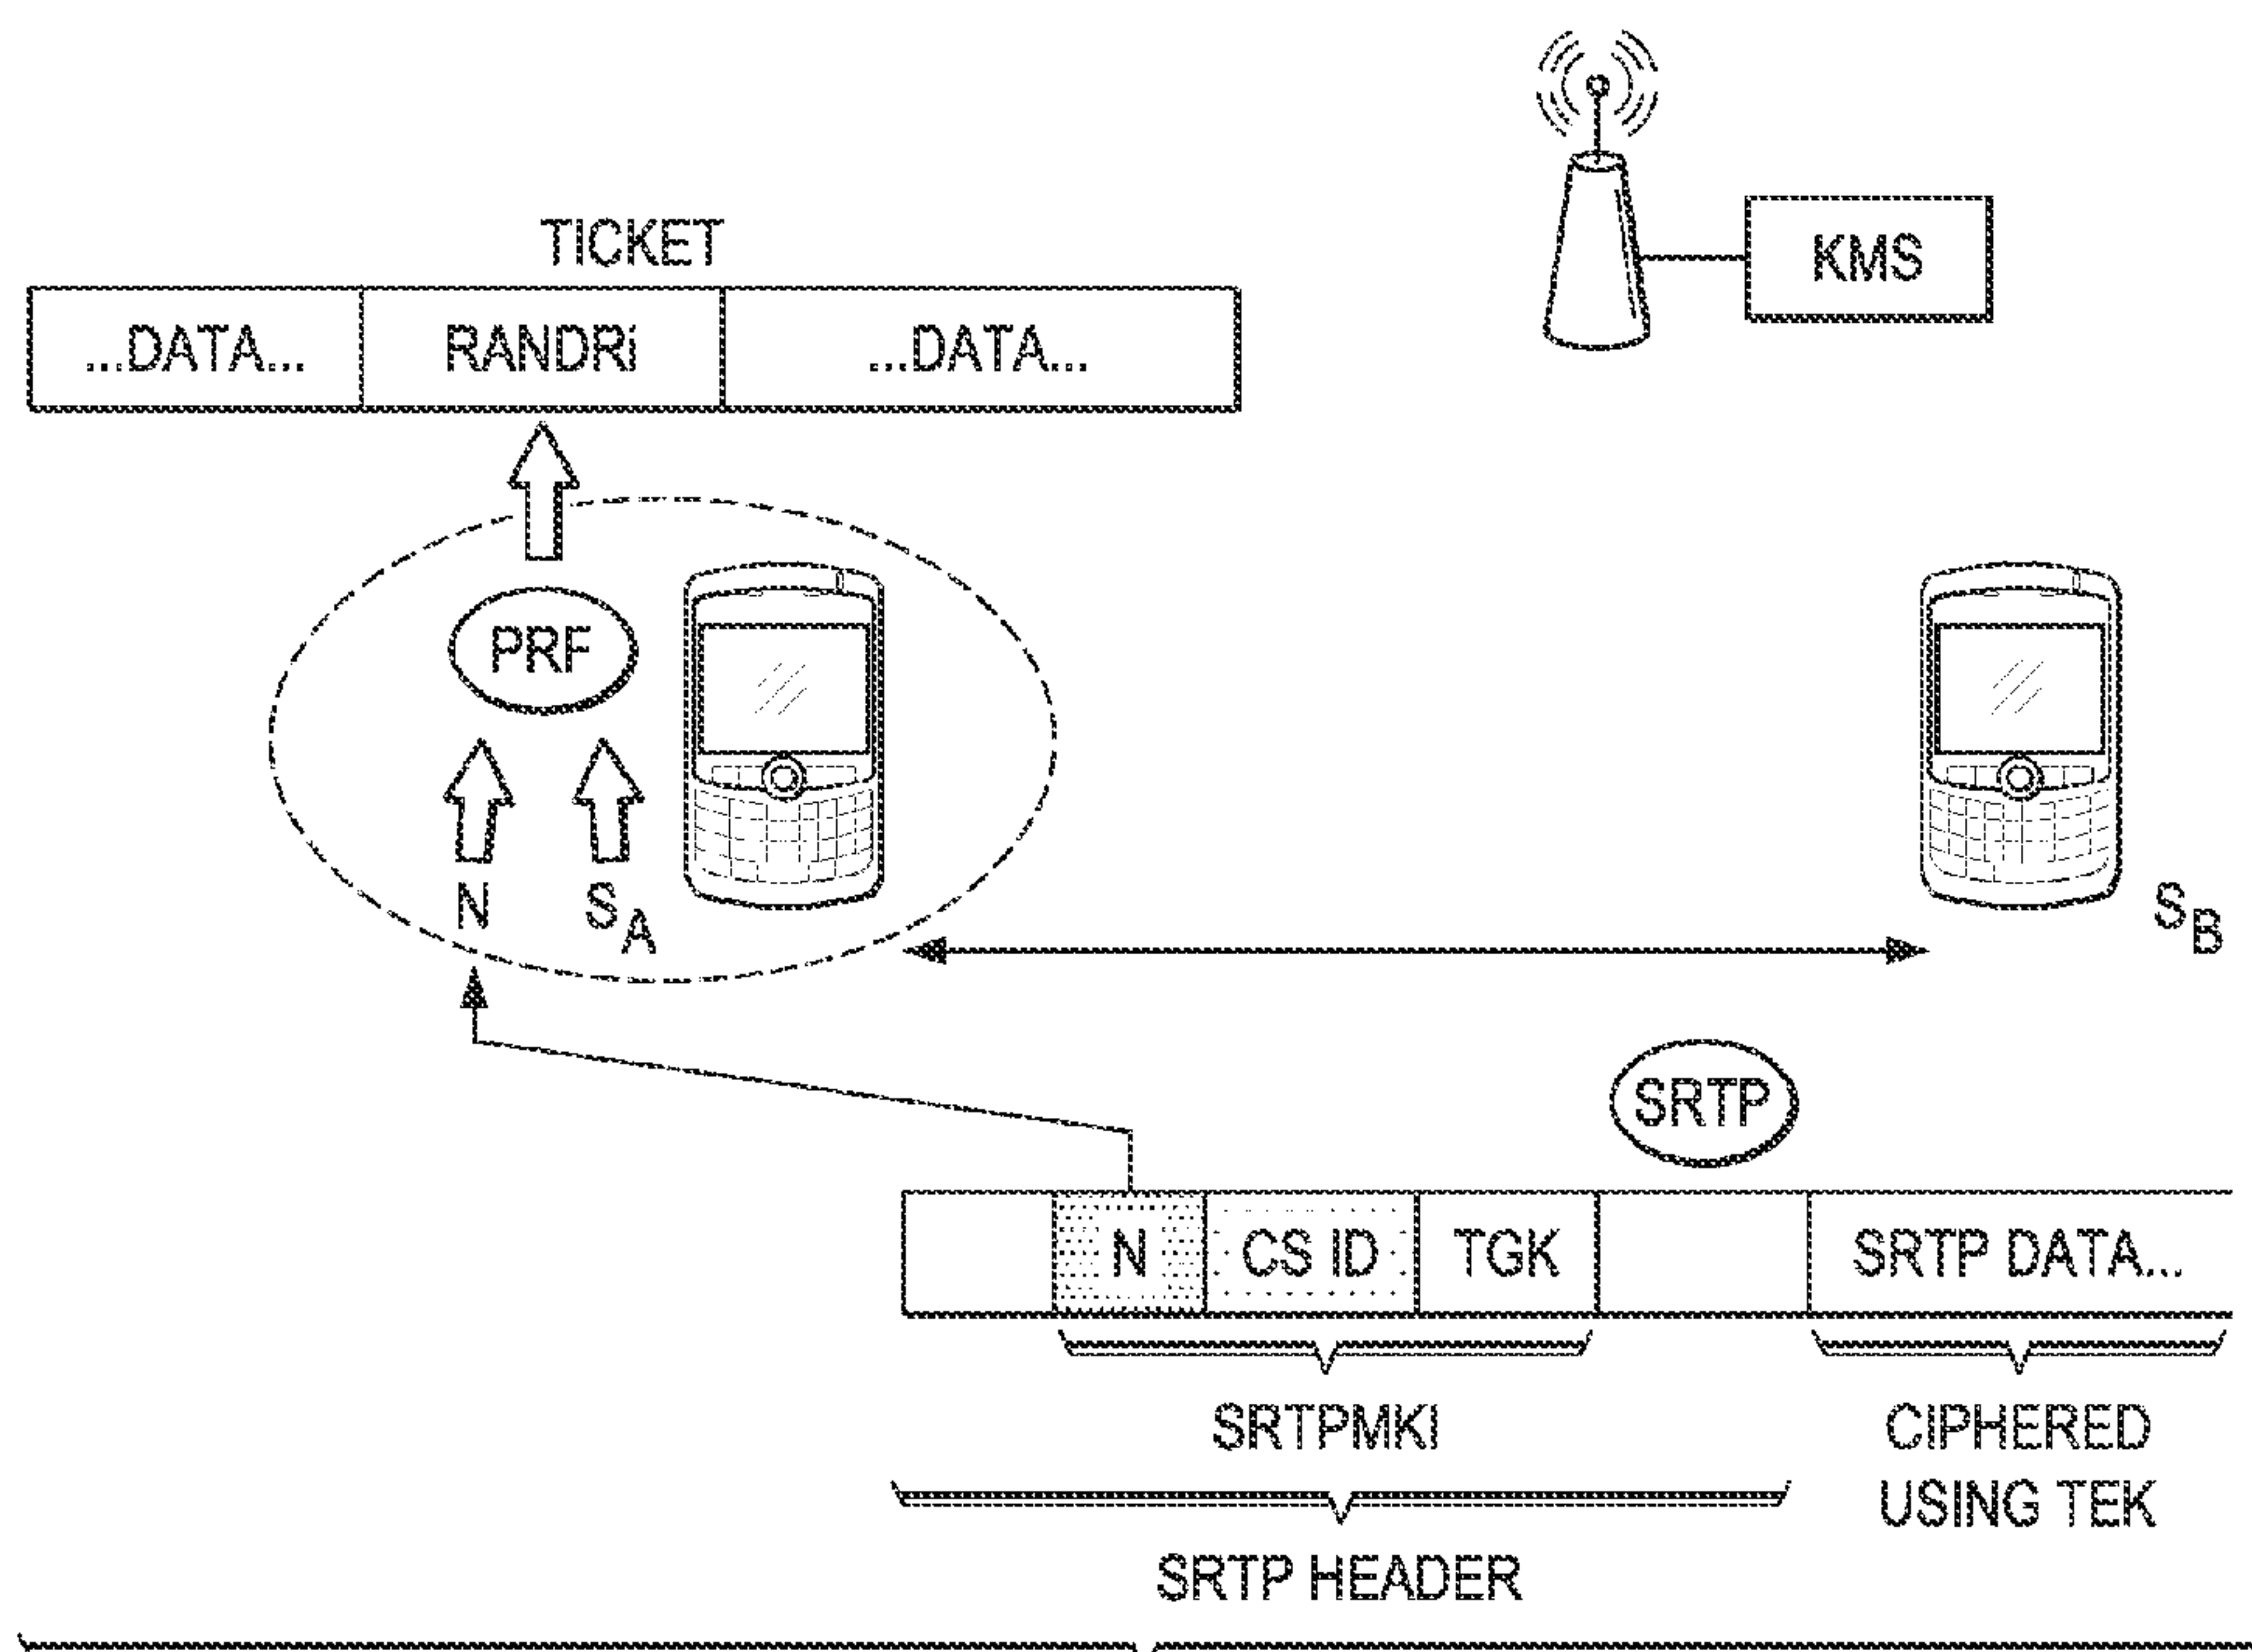 TICKET
KMS
...DATA... RANDRi ...DATA...
PRF
N SA
SB
SRTP
N CS ID TGK SRTP DATA...
SRTPMKI
CIPHERED
USING TEK
SRTP HEADER